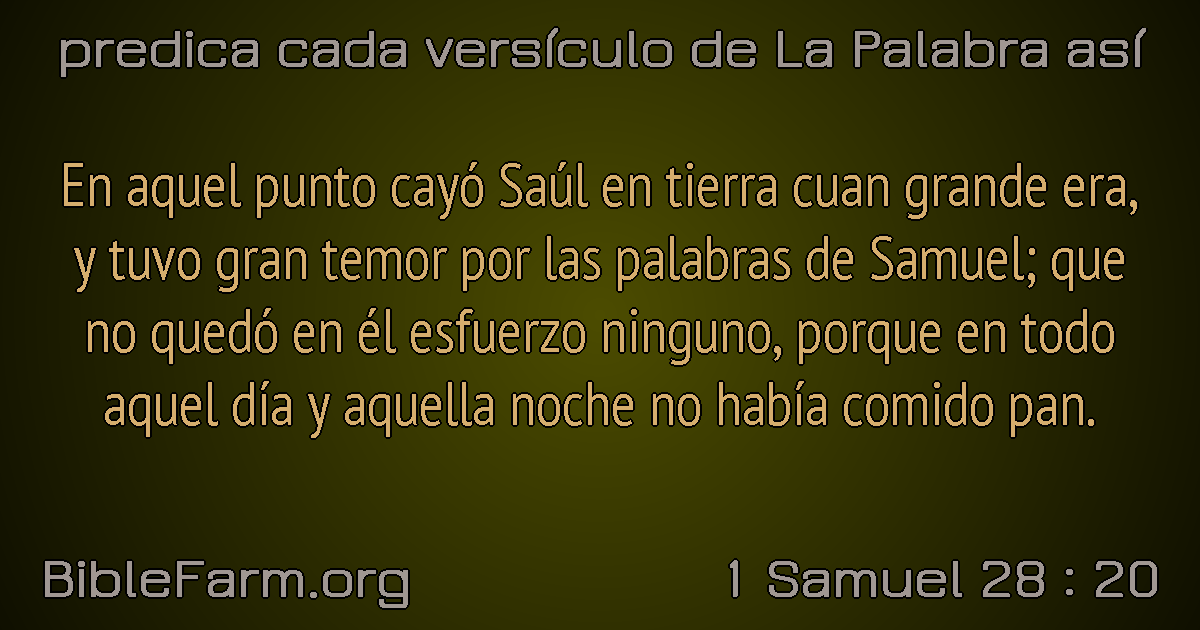 predica cada versículo de La Palabra así
En aquel punto cayó Saúl en tierra cuan grande era,
y tuvo gran temor por las palabras de Samuel; que
no quedó en él esfuerzo ninguno, porque en todo
aquel día y aquella noche no había comido pan.
BibleFarm.org
1 Samuel 28 : 20